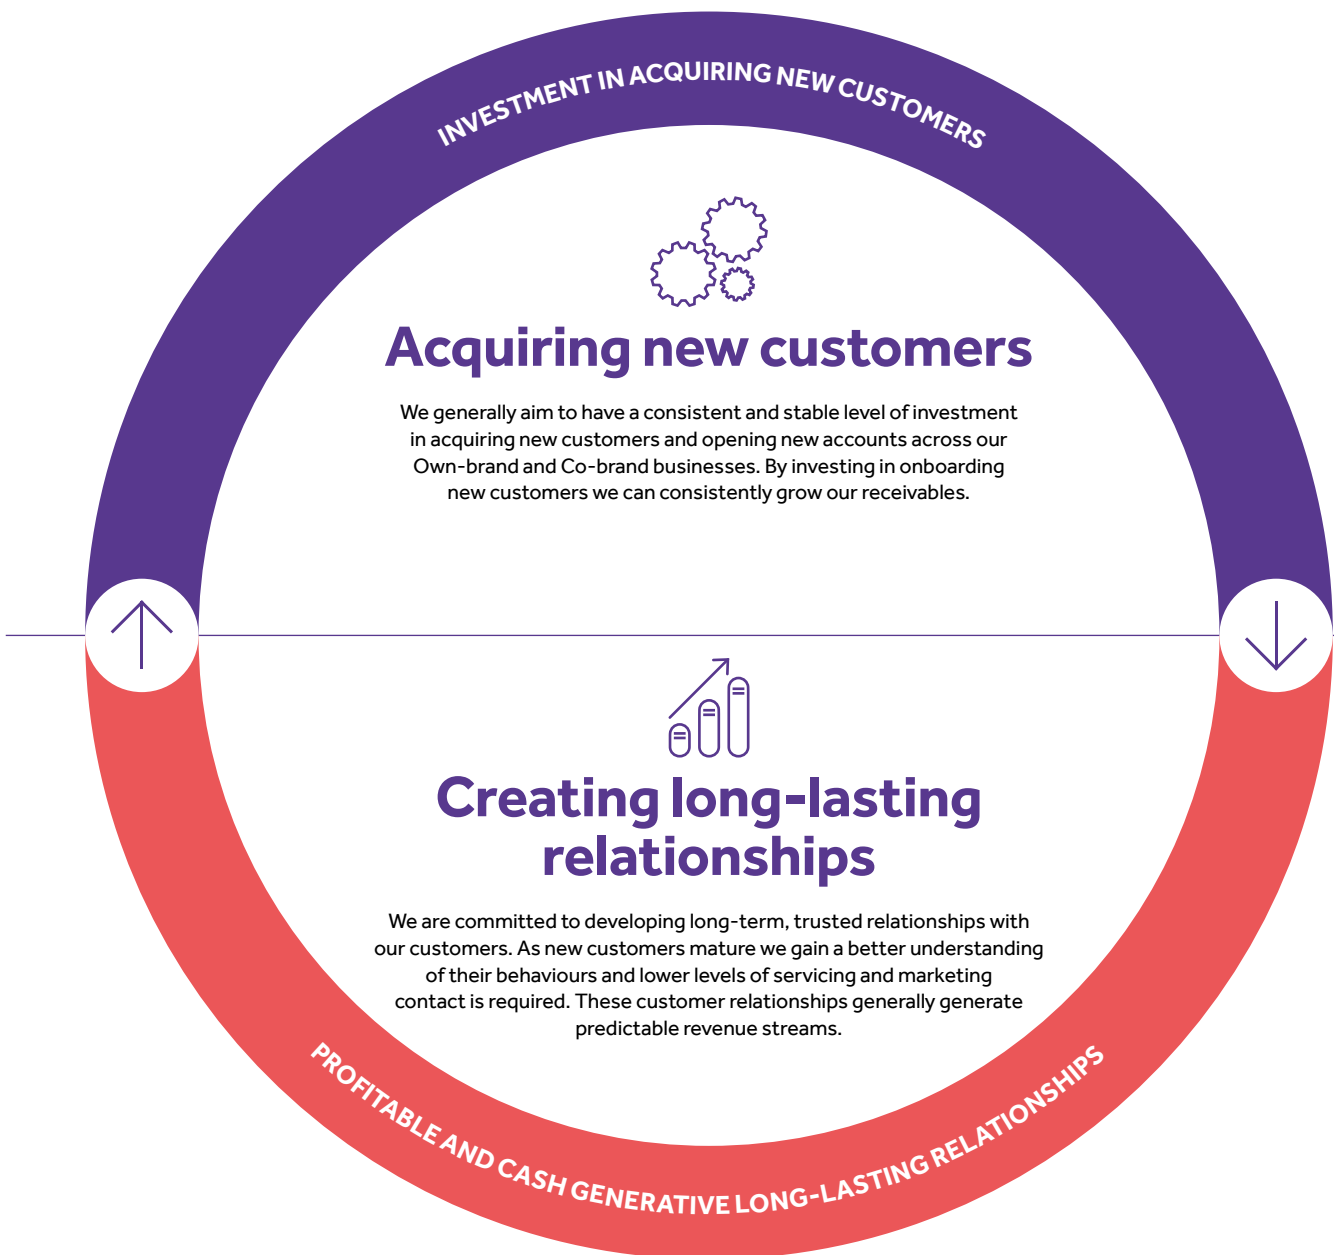 INVESTMENT IN ACQUIRING NEW CUSTOMERS
Acquiring new customers
We generally aim to have a consistent and stable level of investment
in acquiring new customers and opening new accounts across our
Own-brand and Co-brand businesses. By investing in onboarding
new customers we can consistently grow our receivables.
Creating long-lasting
relationships
We are committed to developing long-term, trusted relationships with
our customers. As new customers mature we gain a better understanding
of their behaviours and lower levels of servicing and marketing
contact is required. These customer relationships generally generate
predictable revenue streams.
PROFITABLE AND CASH GENERATIVE LONG-LASTING RELATIONSHIPS